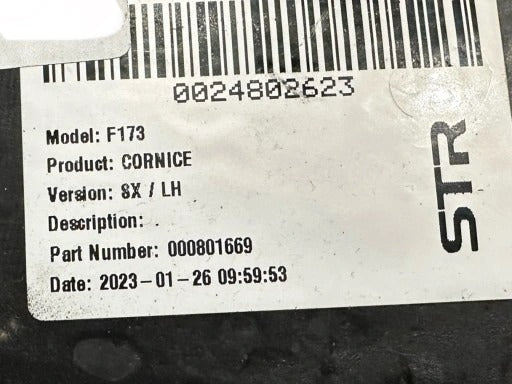 0024802623
Model: F173
Product: CORNICE
Version: SX / LH
Description: .
Part Number: 000801669
Date: 2023-01-26 09:59:53
STR